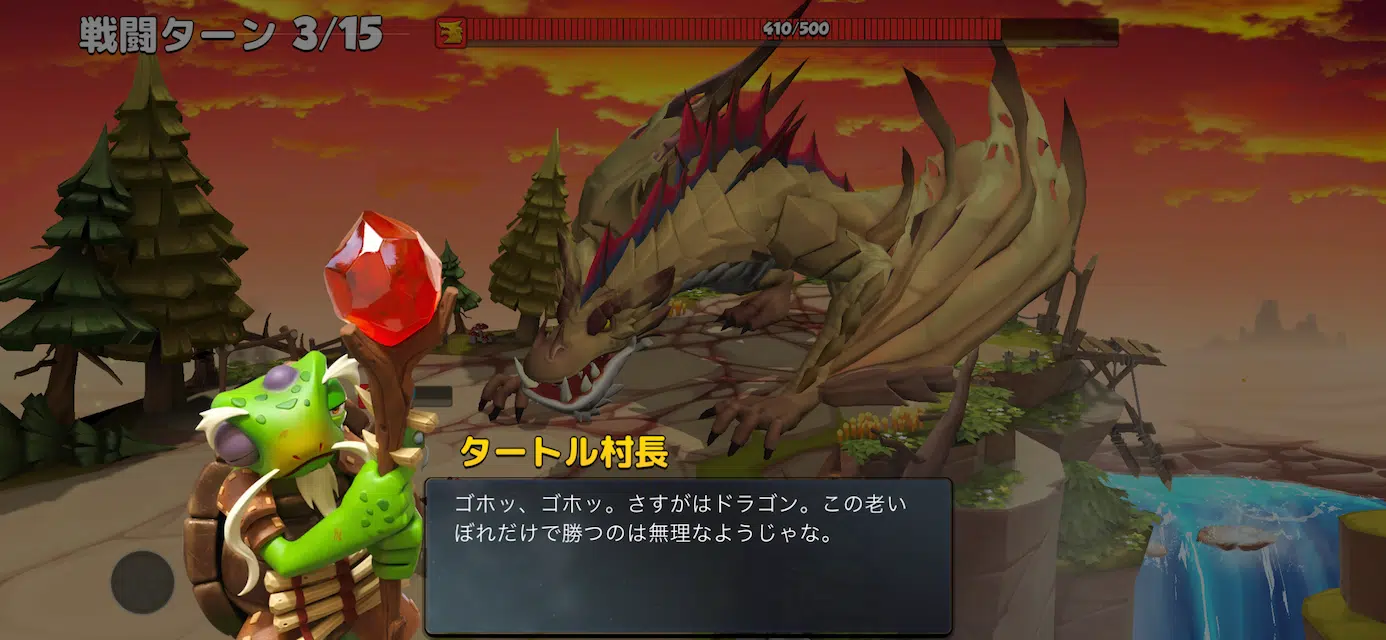 戦闘ターン 3/15
410/500
タートル村長
ゴホッ、ゴホッ。さすがはドラゴン。この老い
ぼれだけで勝つのは無理なようじゃな。